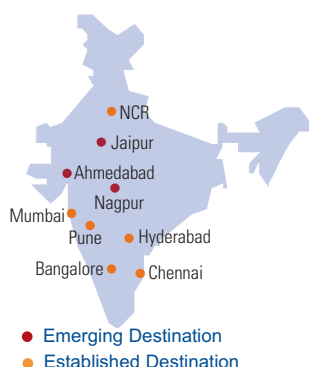 NCR
Jaipur
Ahmedabad
Nagpur
Mumbai
Pune
Hyderabad
Bangalore
Chennai
Emerging Destination
Established Destination